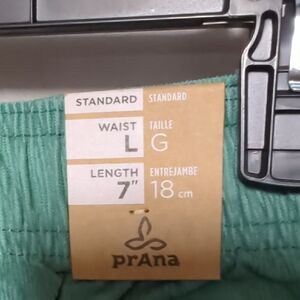 STANDARD STANDARD
WAIST TAILLE
L G
LENGTH ENTREJAMBE
7" 18 cm
prAna